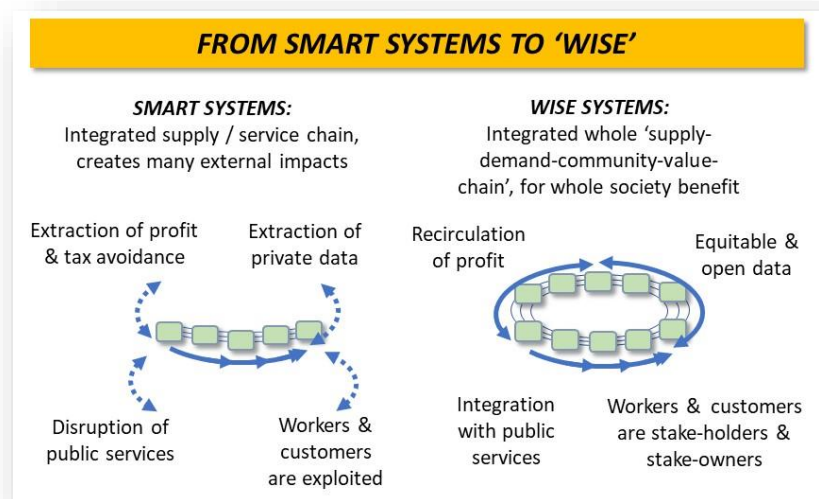 FROM SMART SYSTEMS TO ‘WISE’
SMART SYSTEMS:
Integrated supply / service chain,
creates many external impacts
Extraction of profit
& tax avoidance
Extraction of
private data
Disruption of
public services
Workers &
customers
are exploited
WISE SYSTEMS:
Integrated whole ‘supply-
demand-community-value-
chain’, for whole society benefit
Recirculation
of profit
Equitable &
open data
Integration
with public
services
Workers & customers
are stake-holders &
stake-owners